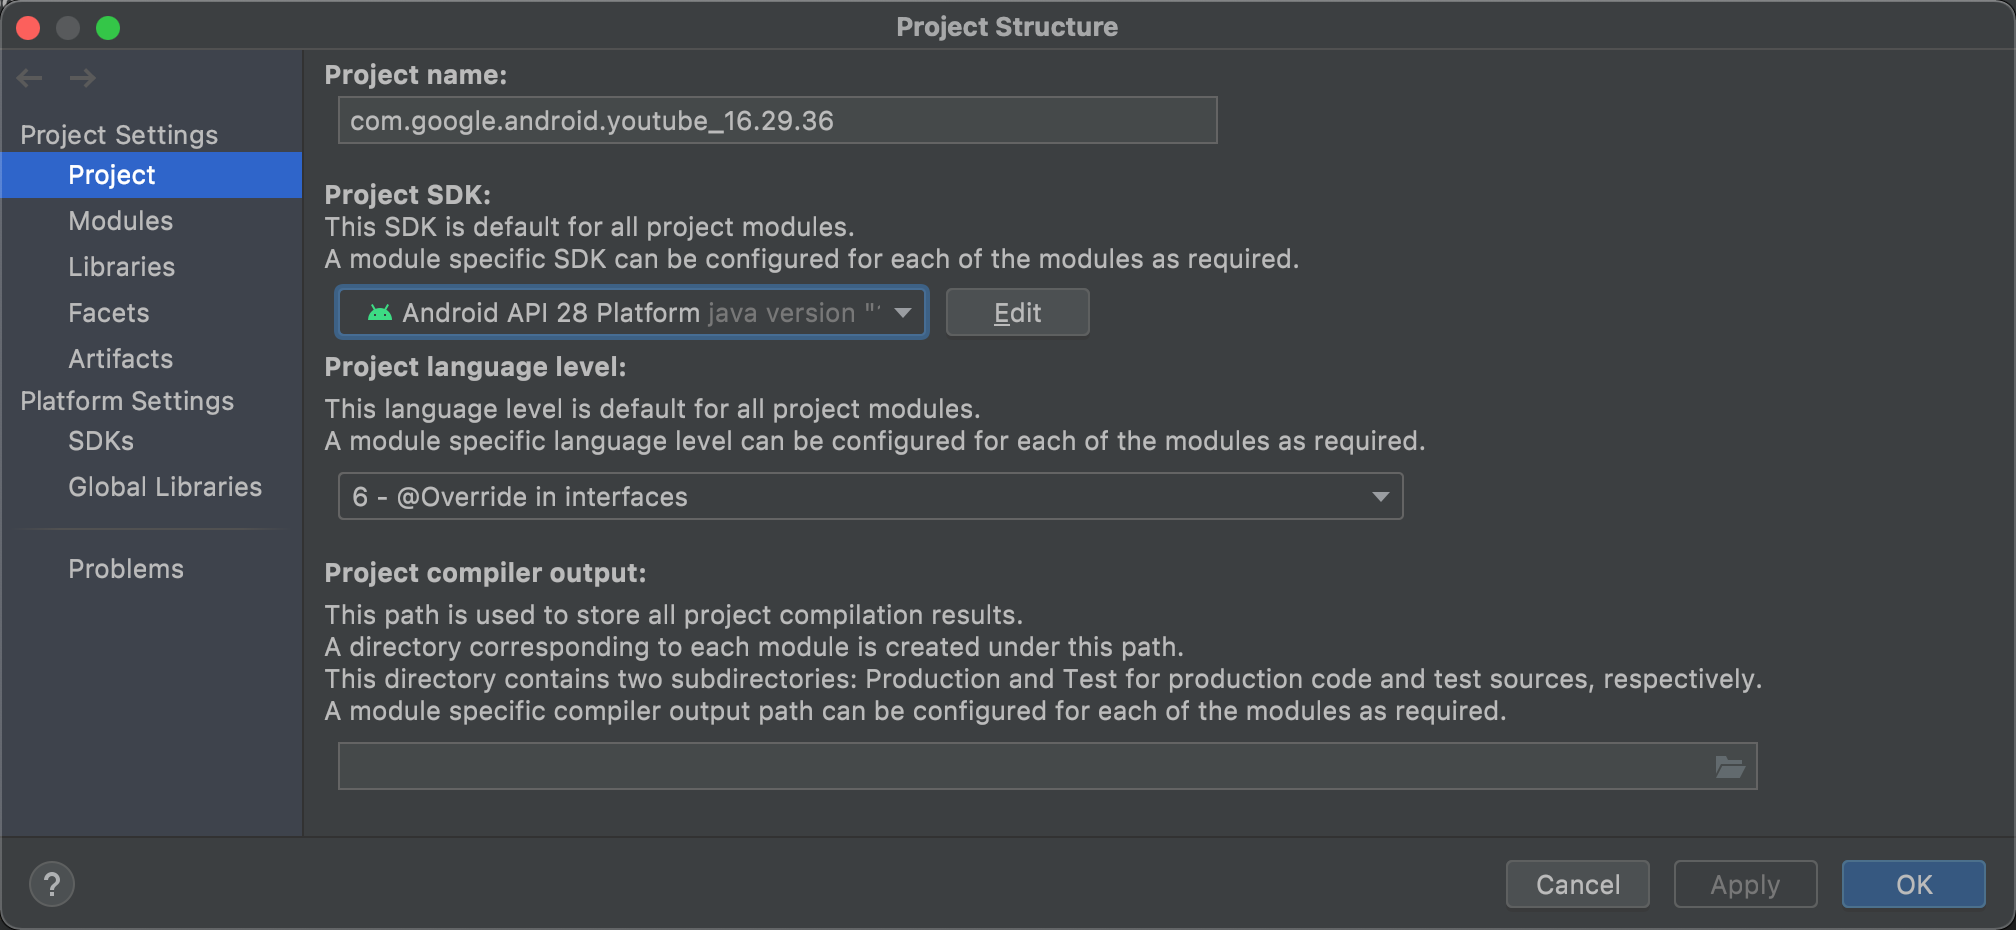 Project Structure
Project Settings
Project
Modules
Libraries
Facets
Artifacts
Platform Settings
SDKs
Global Libraries
Problems
Project name:
com.google.android.youtube_16.29.36
Project SDK:
This SDK is default for all project modules.
A module specific SDK can be configured for each of the modules as required.
Android API 28 Platform java version "
Edit
Project language level:
This language level is default for all project modules.
A module specific language level can be configured for each of the modules as required.
6 - @Override in interfaces
Project compiler output:
This path is used to store all project compilation results.
A directory corresponding to each module is created under this path.
This directory contains two subdirectories: Production and Test for production code and test sources, respectively.
A module specific compiler output path can be configured for each of the modules as required.
?
Cancel
Apply
OK